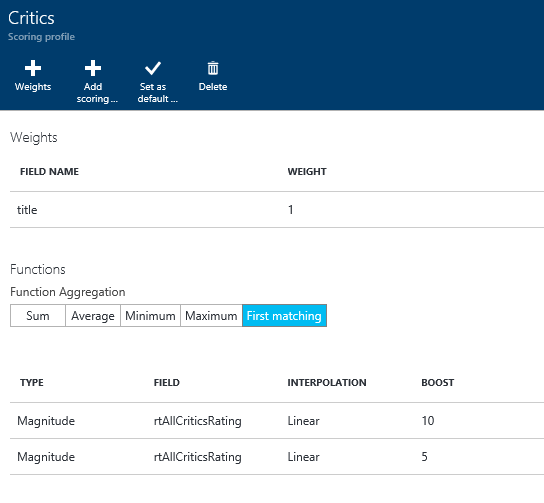 Critics
Scoring profile
Weights
Add scoring ...
Set as default ...
Delete
Weights
FIELD NAME WEIGHT
title 1
Functions
Function Aggregation
Sum Average Minimum Maximum First matching
TYPE FIELD INTERPOLATION BOOST
Magnitude rtAllCriticsRating Linear 10
Magnitude rtAllCriticsRating Linear 5